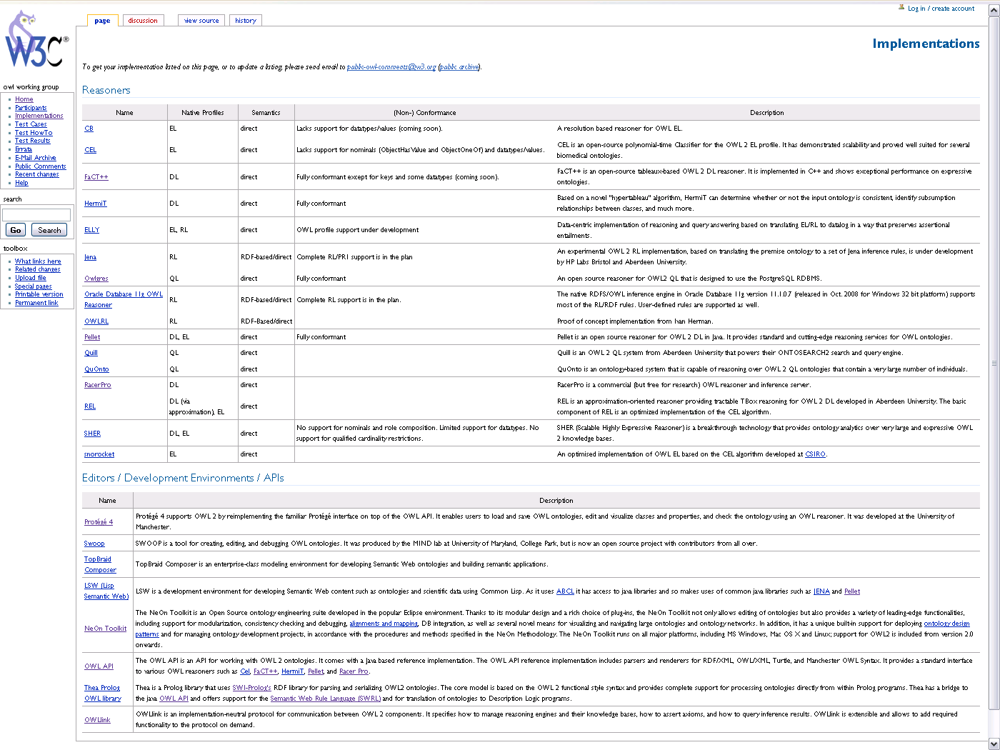 Log in / create account
page
discussion
view source
history
W3C®
Implementations
To get your implementation listed on this page, or to update a listing, please send email to public-owl-comments@w3.org (public archive).
owl working group
Home
Participants
Implementations
Test Cases
Test HowTo
Test Results
Errata
E-Mail Archive
Public Comments
Recent changes
Help
search
Go Search
toolbox
What links here
Related changes
Upload file
Special pages
Printable version
Permanent link
Reasoners
Name Native Profiles Semantics (Non-) Conformance Description
CB EL direct Lacks support for datatypes/values (coming soon). A resolution based reasoner for OWL EL.
CEL EL direct Lacks support for nominals (ObjectHasValue and ObjectOneOf) and datatypes/values. CEL is an open-source polynomial-time Classifier for the OWL 2 EL profile. It has demonstrated scalability and proved well suited for several
biomedical ontologies.
FaCT++ DL direct Fully conformant except for keys and some datatypes (coming soon). FaCT++ is an open-source tableaux-based OWL 2 DL reasoner. It is implemented in C++ and shows exceptional performance on expressive
ontologies.
HermiT DL direct Fully conformant Based on a novel "hypertableau" algorithm, HermiT can determine whether or not the input ontology is consistent, identify subsumption
relationships between classes, and much more.
ELLY EL, RL direct OWL profile support under development Data-centric implementation of reasoning and query answering based on translating EL/RL to datalog in a way that preserves assertional
entailments.
Jena RL RDF-based/direct Complete RL/PR1 support is in the plan An experimental OWL 2 RL implementation, based on translating the premise ontology to a set of Jena inference rules, is under development
by HP Labs Bristol and Aberdeen University.
Owlgres QL direct Fully conformant An open source reasoner for OWL2 QL that is designed to use the PostgreSQL RDBMS.
Oracle Database 11g OWL
Reasoner RL RDF-based/direct Complete RL support is in the plan. The native RDFS/OWL inference engine in Oracle Database 11g version 11.1.0.7 (released in Oct. 2008 for Windows 32 bit platform) supports
most of the RL/RDF rules. User-defined rules are supported as well.
OWLRL RL RDF-Based/direct Proof of concept implementation from Ivan Herman.
Pellet DL, EL direct Fully conformant Pellet is an open source reasoner for OWL 2 DL in Java. It provides standard and cutting-edge reasoning services for OWL ontologies.
Quill QL direct Quill is an OWL 2 QL system from Aberdeen University that powers their ONTOSEARCH2 search and query engine.
QuOnto QL direct QuOnto is an ontology-based system that is capable of reasoning over OWL 2 QL ontologies that contain a very large number of individuals.
RacerPro DL direct RacerPro is a commercial (but free for research) OWL reasoner and inference server.
REL DL (via
approximation), EL direct REL is an approximation-oriented reasoner providing tractable TBox reasoning for OWL 2 DL developed in Aberdeen University. The basic
component of REL is an optimized implementation of the CEL algorithm.
SHER DL, EL direct No support for nominals and role composition. Limited support for datatypes. No
support for qualified cardinality restrictions. SHER (Scalable Highly Expressive Reasoner) is a breakthrough technology that provides ontology analytics over very large and expressive OWL
2 knowledge bases.
snorocket EL direct An optimised implementation of OWL EL based on the CEL algorithm developed at CSIRO.
Editors / Development Environments / APIs
Name Description
Protégé 4 Protégé 4 supports OWL 2 by reimplementing the familiar Protégé interface on top of the OWL API. It enables users to load and save OWL ontologies, edit and visualize classes and properties, and check the ontology using an OWL reasoner. It was developed at the University of
Manchester.
Swoop SWOOP is a tool for creating, editing, and debugging OWL ontologies. It was produced by the MIND lab at University of Maryland, College Park, but is now an open source project with contributors from all over.
TopBraid
Composer TopBraid Composer is an enterprise-class modeling environment for developing Semantic Web ontologies and building semantic applications.
LSW (Lisp
Semantic Web) LSW is a development environment for developing Semantic Web content such as ontologies and scientific data using Common Lisp. As it uses ABCL it has access to java libraries and so makes uses of common java libraries such as JENA and Pellet
NeOn Toolkit The NeOn Toolkit is an Open Source ontology engineering suite developed in the popular Eclipse environment. Thanks to its modular design and a rich choice of plug-ins, the NeOn Toolkit not only allows editing of ontologies but also provides a variety of leading-edge functionalities,
including support for modularization, consistency checking and debugging, alignments and mapping, DB integration, as well as several novel means for visualizing and navigating large ontologies and ontology networks. In addition, it has a unique built-in support for deploying ontology design
patterns and for managing ontology development projects, in accordance with the procedures and methods specified in the NeOn Methodology. The NeOn Toolkit runs on all major platforms, including MS Windows, Mac OS X and Linux; support for OWL2 is included from version 2.0
onwards.
OWL API The OWL API is an API for working with OWL 2 ontologies. It comes with a Java based reference implementation. The OWL API reference implementation includes parsers and renderers for RDF/XML, OWL/XML, Turtle, and Manchester OWL Syntax. It provides a standard interface
to various OWL reasoners such as Cel, FaCT++, HermiT, Pellet, and Racer Pro.
Thea Prolog
OWL library Thea is a Prolog library that uses SWI-Prolog's RDF library for parsing and serializing OWL2 ontologies. The core model is based on the OWL 2 functional style syntax and provides complete support for processing ontologies directly from within Prolog programs. Thea has a bridge to
the java OWL API and offers support for the Semantic Web Rule Language (SWRL) and for translation of ontologies to Description Logic programs.
OWLlink OWLlink is an implementation-neutral protocol for communication between OWL 2 components. It specifies how to manage reasoning engines and their knowledge bases, how to assert axioms, and how to query inference results. OWLlink is extensible and allows to add required
functionality to the protocol on demand.